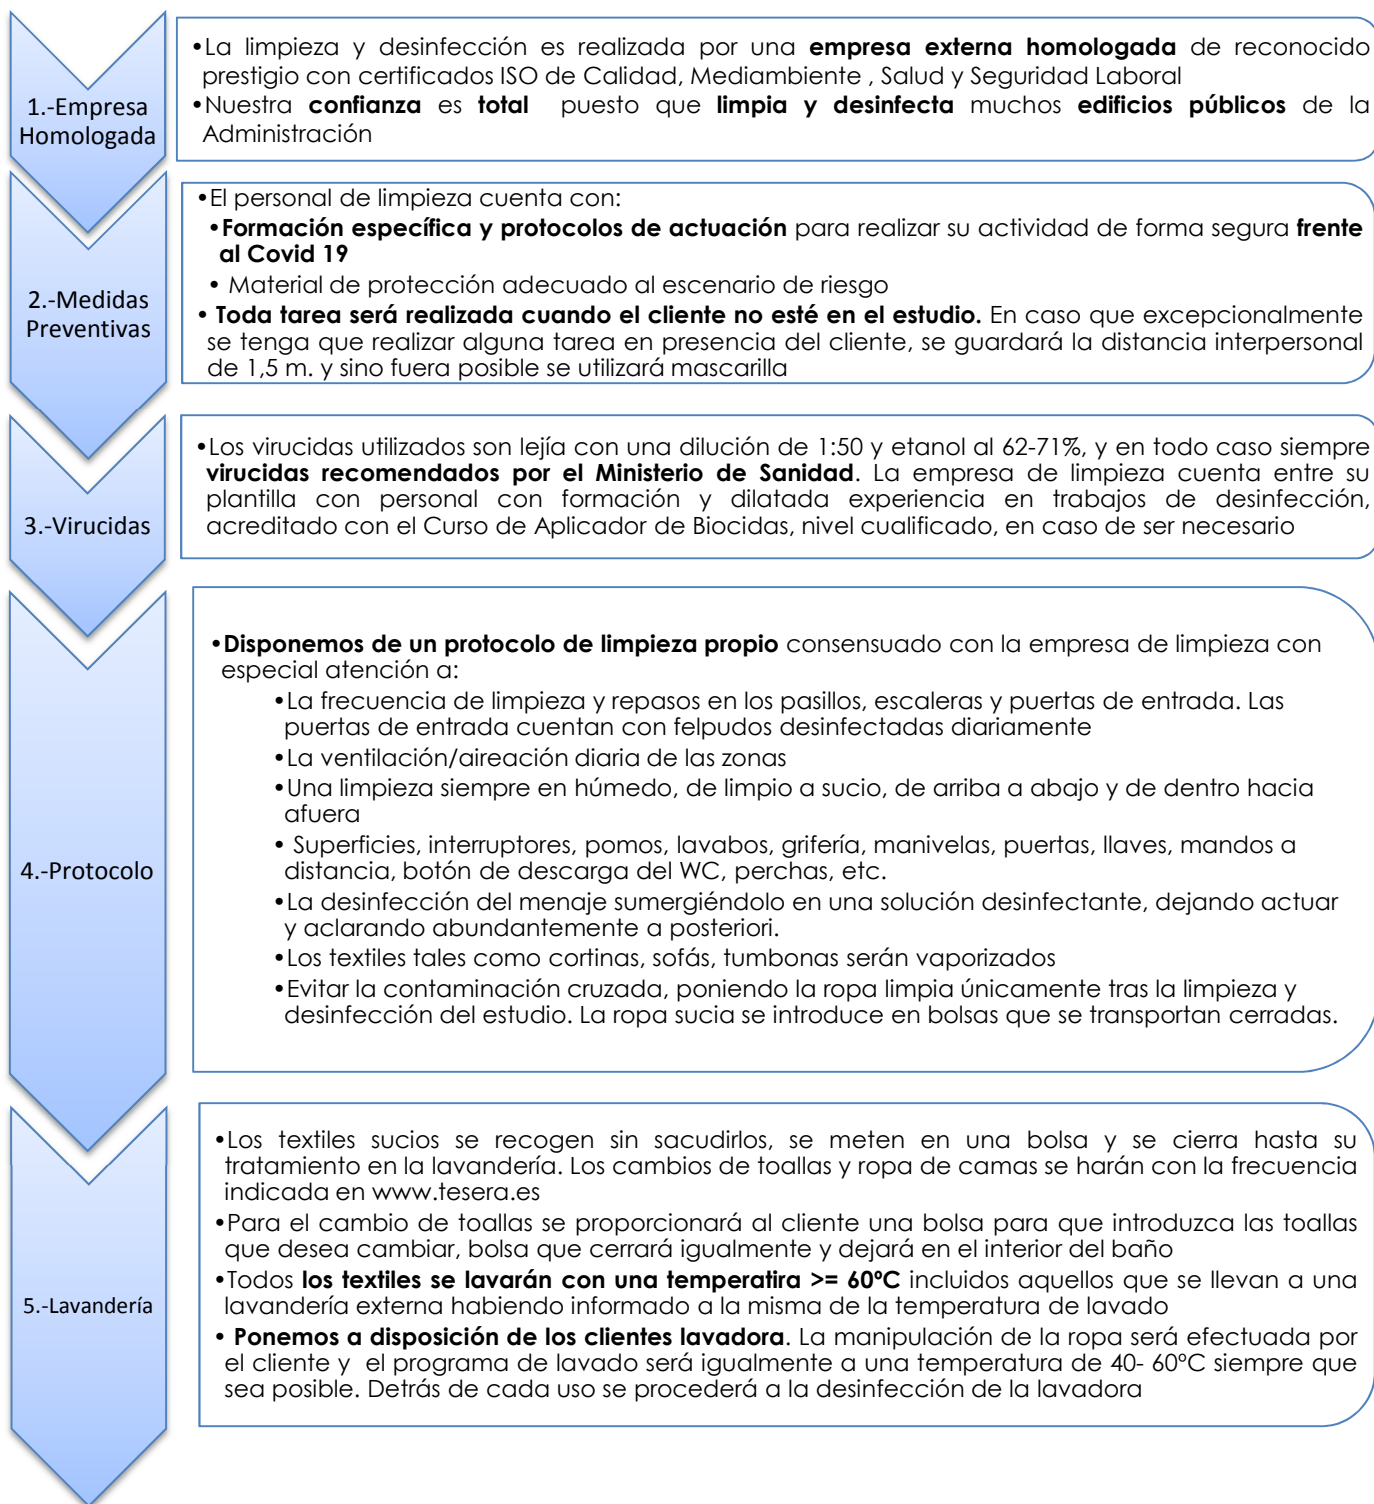 1.-Empresa
Homologada
•La limpieza y desinfección es realizada por una empresa externa homologada de reconocido
prestigio con certificados ISO de Calidad, Mediambiente , Salud y Seguridad Laboral
•Nuestra confianza es total puesto que limpia y desinfecta muchos edificios públicos de la
Administración
2.-Medidas
Preventivas
•El personal de limpieza cuenta con:
•Formación específica y protocolos de actuación para realizar su actividad de forma segura frente
al Covid 19
• Material de protección adecuado al escenario de riesgo
• Toda tarea será realizada cuando el cliente no esté en el estudio. En caso que excepcionalmente
se tenga que realizar alguna tarea en presencia del cliente, se guardará la distancia interpersonal
de 1,5 m. y sino fuera posible se utilizará mascarilla
3.-Virucidas
•Los virucidas utilizados son lejía con una dilución de 1:50 y etanol al 62-71%, y en todo caso siempre
virucidas recomendados por el Ministerio de Sanidad. La empresa de limpieza cuenta entre su
plantilla con personal con formación y dilatada experiencia en trabajos de desinfección,
acreditado con el Curso de Aplicador de Biocidas, nivel cualificado, en caso de ser necesario
4.-Protocolo
•Disponemos de un protocolo de limpieza propio consensuado con la empresa de limpieza con
especial atención a:
•La frecuencia de limpieza y repasos en los pasillos, escaleras y puertas de entrada. Las
puertas de entrada cuentan con felpudos desinfectadas diariamente
•La ventilación/aireación diaria de las zonas
•Una limpieza siempre en húmedo, de limpio a sucio, de arriba a abajo y de dentro hacia
afuera
• Superficies, interruptores, pomos, lavabos, grifería, manivelas, puertas, llaves, mandos a
distancia, botón de descarga del WC, perchas, etc.
•La desinfección del menaje sumergiéndolo en una solución desinfectante, dejando actuar
y aclarando abundantemente a posteriori.
•Los textiles tales como cortinas, sofás, tumbonas serán vaporizados
•Evitar la contaminación cruzada, poniendo la ropa limpia únicamente tras la limpieza y
desinfección del estudio. La ropa sucia se introduce en bolsas que se transportan cerradas.
5.-Lavandería
•Los textiles sucios se recogen sin sacudirlos, se meten en una bolsa y se cierra hasta su
tratamiento en la lavandería. Los cambios de toallas y ropa de camas se harán con la frecuencia
indicada en www.tesera.es
•Para el cambio de toallas se proporcionará al cliente una bolsa para que introduzca las toallas
que desea cambiar, bolsa que cerrará igualmente y dejará en el interior del baño
•Todos los textiles se lavarán con una temperatira >= 60ºC incluidos aquellos que se llevan a una
lavandería externa habiendo informado a la misma de la temperatura de lavado
• Ponemos a disposición de los clientes lavadora. La manipulación de la ropa será efectuada por
el cliente y el programa de lavado será igualmente a una temperatura de 40- 60ºC siempre que
sea posible. Detrás de cada uso se procederá a la desinfección de la lavadora